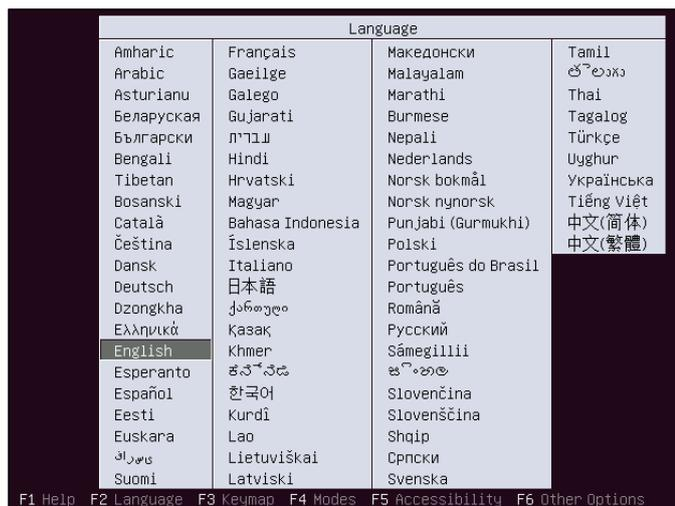 Language
Amharic
Arabic
Asturianu
Беларуская
Български
Bengali
Tibetan
Bosanski
Català
Čeština
Dansk
Deutsch
Dzongkha
Ελληνικά
English
Esperanto
Español
Eesti
Euskara
ﻯﺱﺭﺎﻓ
Suomi
Français
Gaeilge
Galego
Gujarati
עברית
Hindi
Hrvatski
Magyar
Bahasa Indonesia
Íslenska
Italiano
日本語
ქართული
Қазақ
Khmer
ಕನ್ನಡ
한국어
Kurdî
Lao
Lietuviškai
Latviski
Македонски
Malayalam
Marathi
Burmese
Nepali
Nederlands
Norsk bokmål
Norsk nynorsk
Punjabi (Gurmukhi)
Polski
Português do Brasil
Português
Română
Русский
Sámegillii
සිංහල
Slovenčina
Slovenščina
Shqip
Српски
Svenska
Tamil
తెలుగు
Thai
Tagalog
Türkçe
Uyghur
Українська
Tiếng Việt
中文(简体)
中文(繁體)
F1 Help F2 Language F3 Keymap F4 Modes F5 Accessibility F6 Other Options